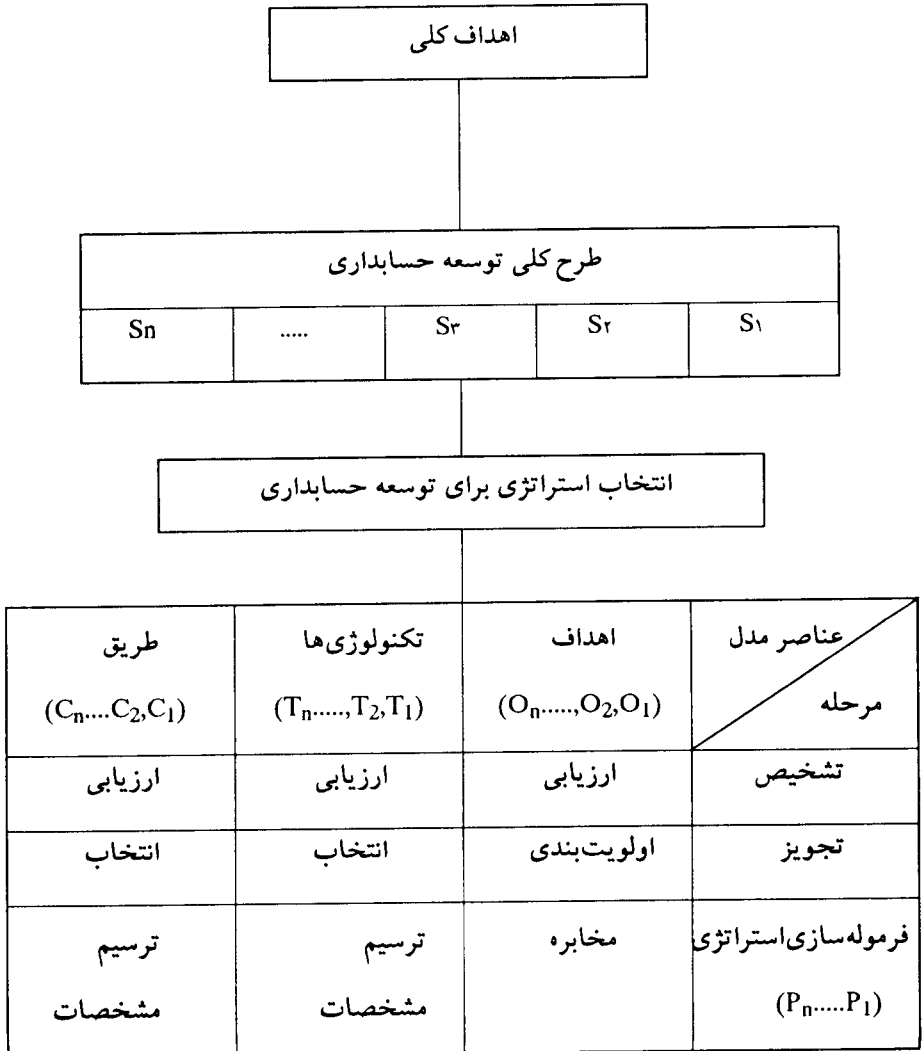 اهداف کلی
طرح کلی توسعه حسابداری
S۱ S۲ S۳ ..... Sn
انتخاب استراتژی برای توسعه حسابداری
عناصر مدل اهداف تکنولوژی‌ها طریق
مرحله (On.....,O2,O1) (Tn.....,T2,T1) (Cn....C2,C1)
تشخیص ارزیابی ارزیابی ارزیابی
تجویز اولویت‌بندی انتخاب انتخاب
فرموله‌سازی‌استراتژی مخابره ترسیم ترسیم
(Pn.....P1) مشخصات مشخصات